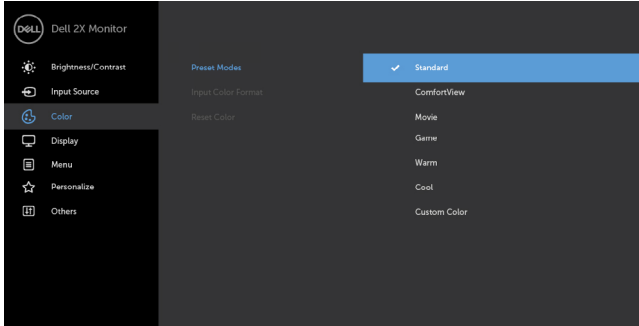 DELL Dell 2X Monitor
Brightness/Contrast
Input Source
Color
Display
Menu
Personalize
Others
Preset Modes
Input Color Format
Reset Color
Standard
ComfortView
Movie
Game
Warm
Cool
Custom Color